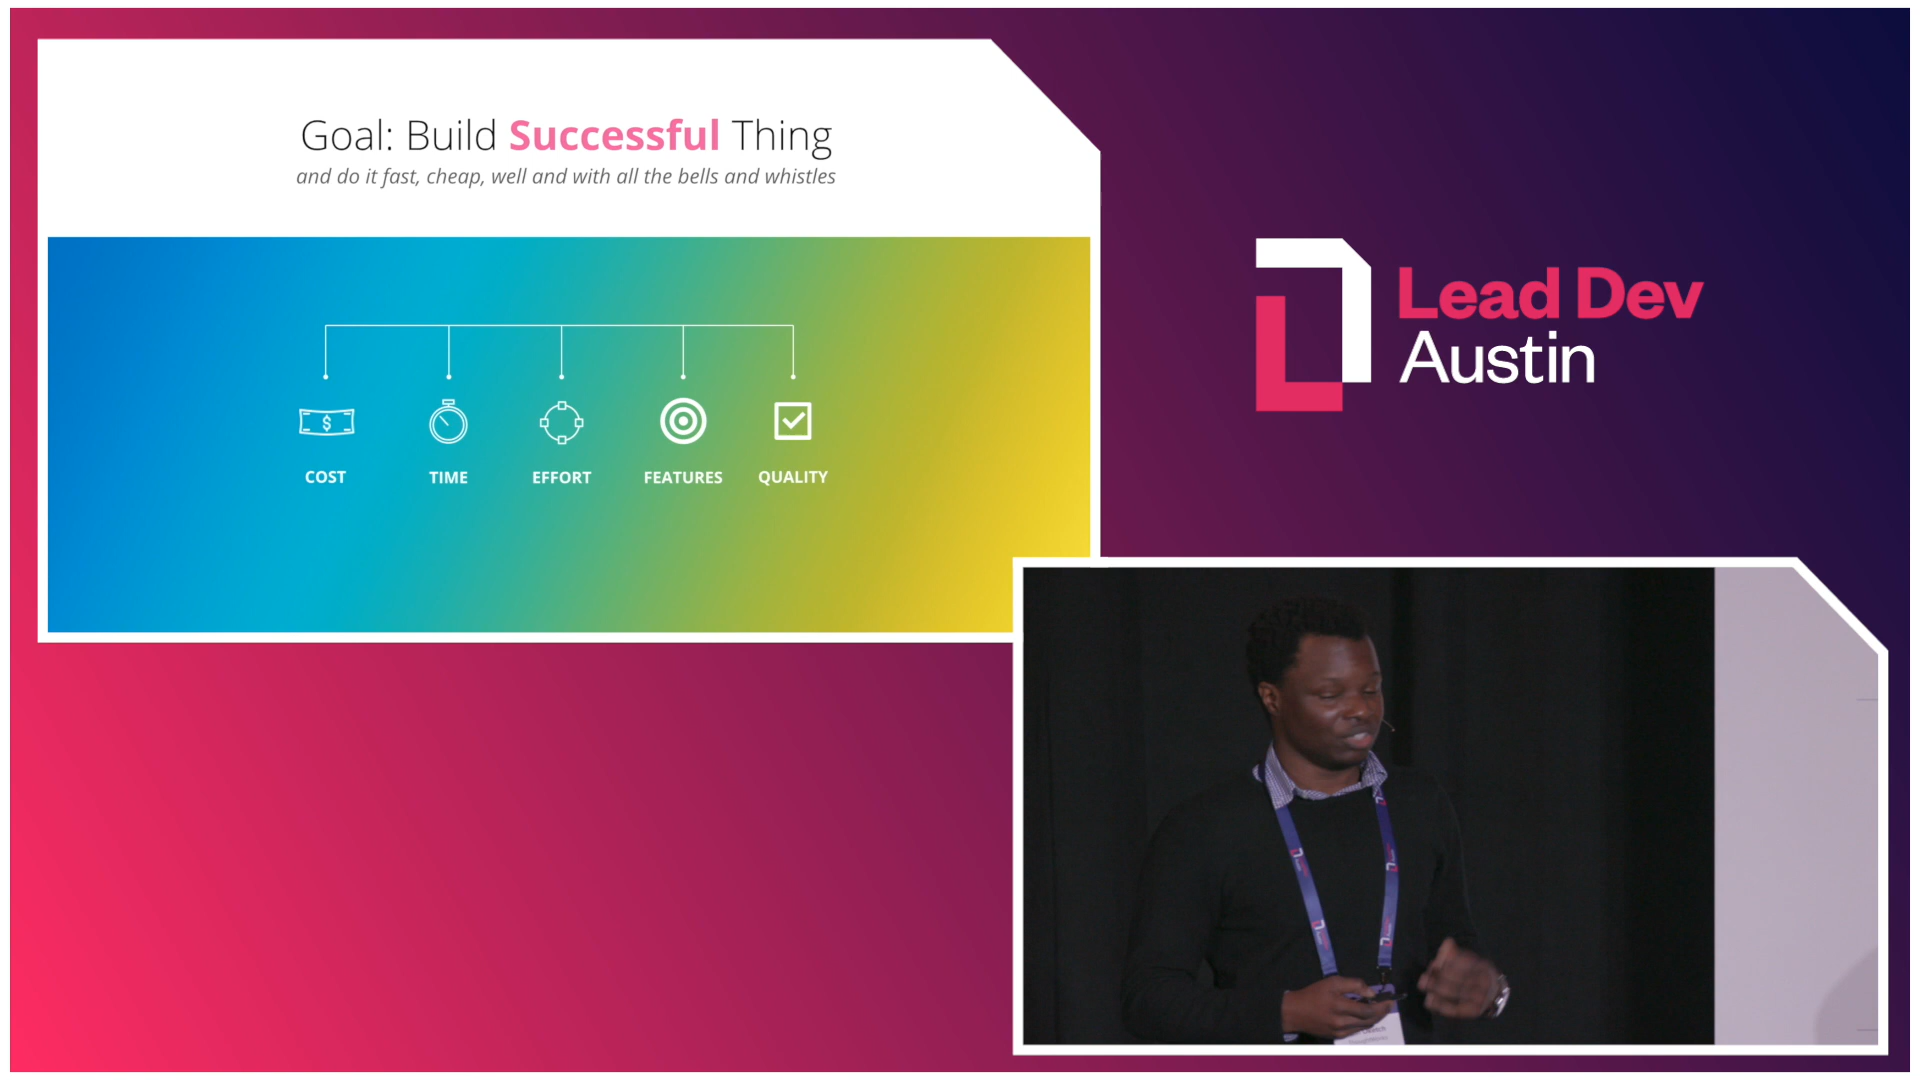 Goal: Build Successful Thing
and do it fast, cheap, well and with all the bells and whistles
$
COST
TIME
EFFORT
FEATURES
QUALITY
Lead Dev
Austin